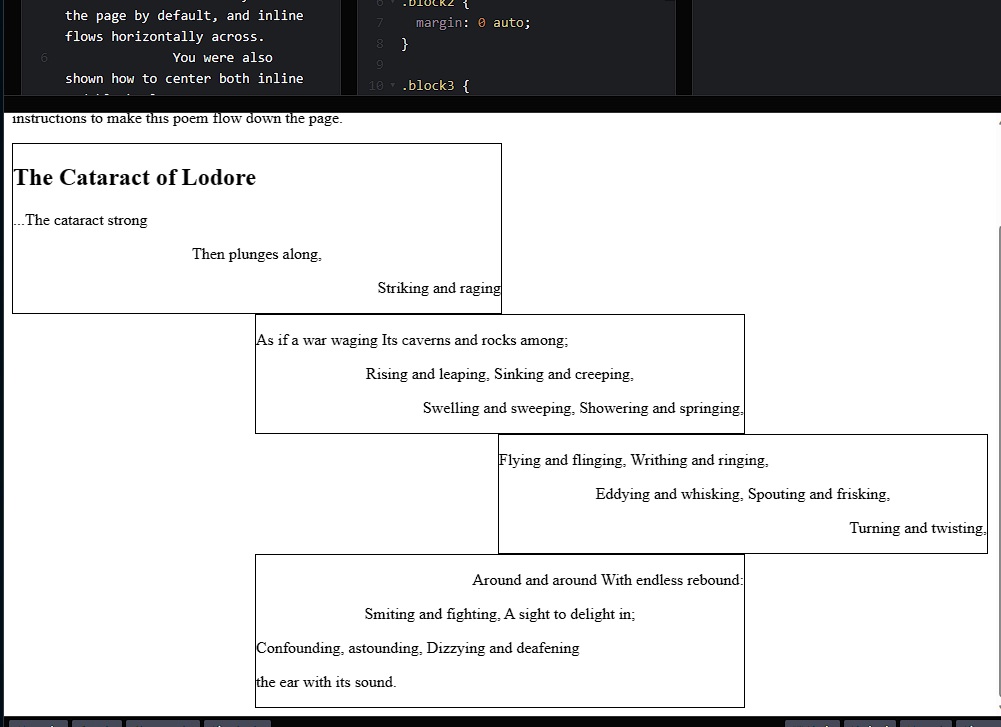 the page by default, and inline
flows horizontally across.
6 You were also
shown how to center both inline
6 .block2 {
7 margin: 0 auto;
8 }
9
10 .block3 {
instructions to make this poem flow down the page.
The Cataract of Lodore
...The cataract strong
Then plunges along,
Striking and raging
As if a war waging Its caverns and rocks among;
Rising and leaping, Sinking and creeping,
Swelling and sweeping, Showering and springing,
Flying and flinging, Writhing and ringing,
Eddying and whisking, Spouting and frisking,
Turning and twisting,
Around and around With endless rebound:
Smiting and fighting, A sight to delight in;
Confounding, astounding, Dizzying and deafening
the ear with its sound.